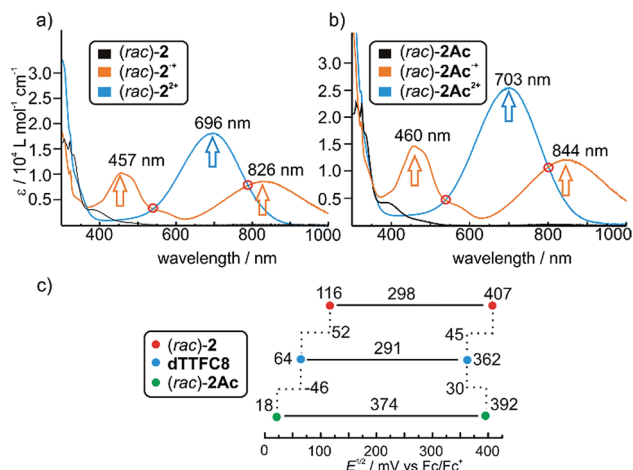 a)
(rac)-2
(rac)-2·+
(rac)-2²⁺
ε / 10⁴ L mol⁻¹ cm⁻¹
3.0
2.5
2.0
1.5
1.0
0.5
457 nm
696 nm
826 nm
400 600 800 1000
wavelength / nm
b)
(rac)-2Ac
(rac)-2Ac·+
(rac)-2Ac²⁺
3.0
2.5
2.0
1.5
1.0
0.5
460 nm
703 nm
844 nm
400 600 800 1000
wavelength / nm
c)
(rac)-2
dTTFC8
(rac)-2Ac
116 298 407
52 45
64 291 362
-46 30
18 374 392
0 50 100 150 200 250 300 350 400
E¹/² / mV vs Fc/Fc⁺